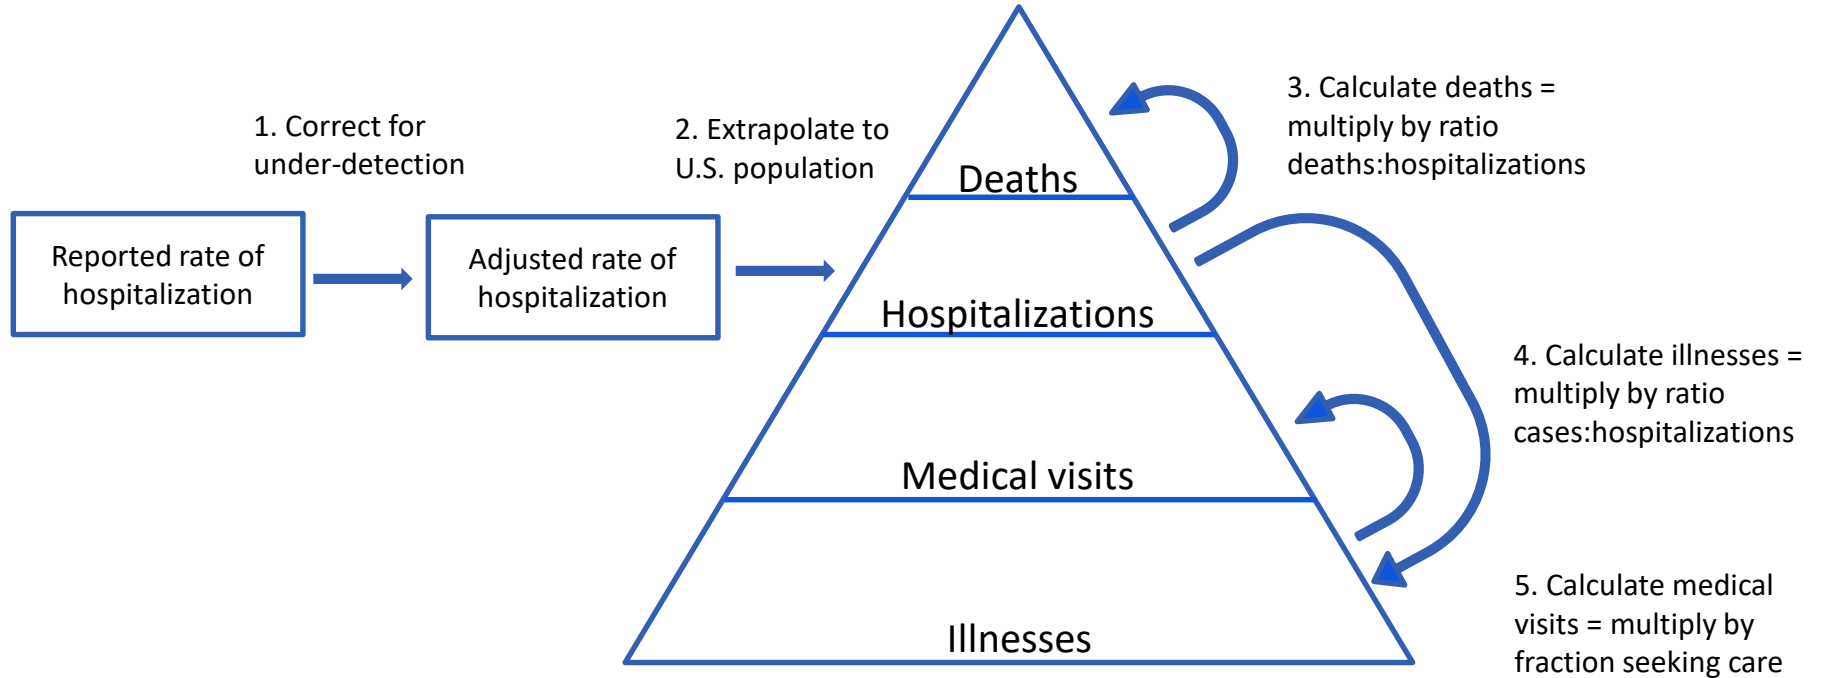 1. Correct for
under-detection
2. Extrapolate to
U.S. population
3. Calculate deaths =
multiply by ratio
deaths:hospitalizations
Reported rate of
hospitalization
Adjusted rate of
hospitalization
Deaths
Hospitalizations
Medical visits
Illnesses
4. Calculate illnesses =
multiply by ratio
cases:hospitalizations
5. Calculate medical
visits = multiply by
fraction seeking care